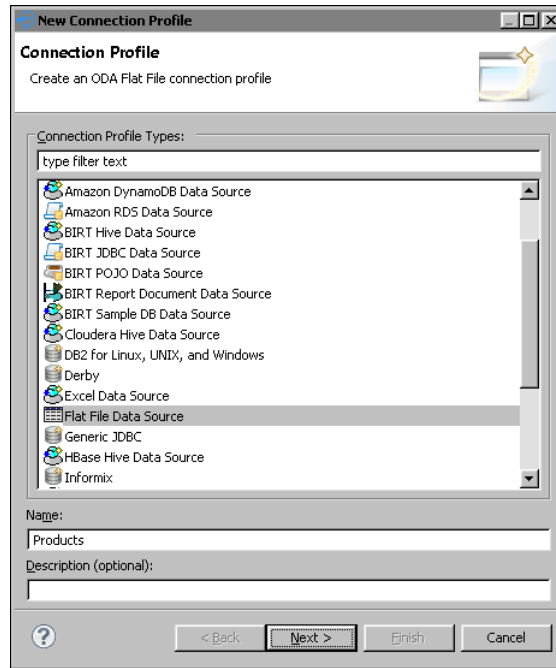 New Connection Profile
Connection Profile
Create an ODA Flat File connection profile
Connection Profile Types:
type filter text
Amazon DynamoDB Data Source
Amazon RDS Data Source
BIRT Hive Data Source
BIRT JDBC Data Source
BIRT POJO Data Source
BIRT Report Document Data Source
BIRT Sample DB Data Source
Cloudera Hive Data Source
DB2 for Linux, UNIX, and Windows
Derby
Excel Data Source
Flat File Data Source
Generic JDBC
HBase Hive Data Source
Informix
Name:
Products
Description (optional):
? < Back Next > Finish Cancel